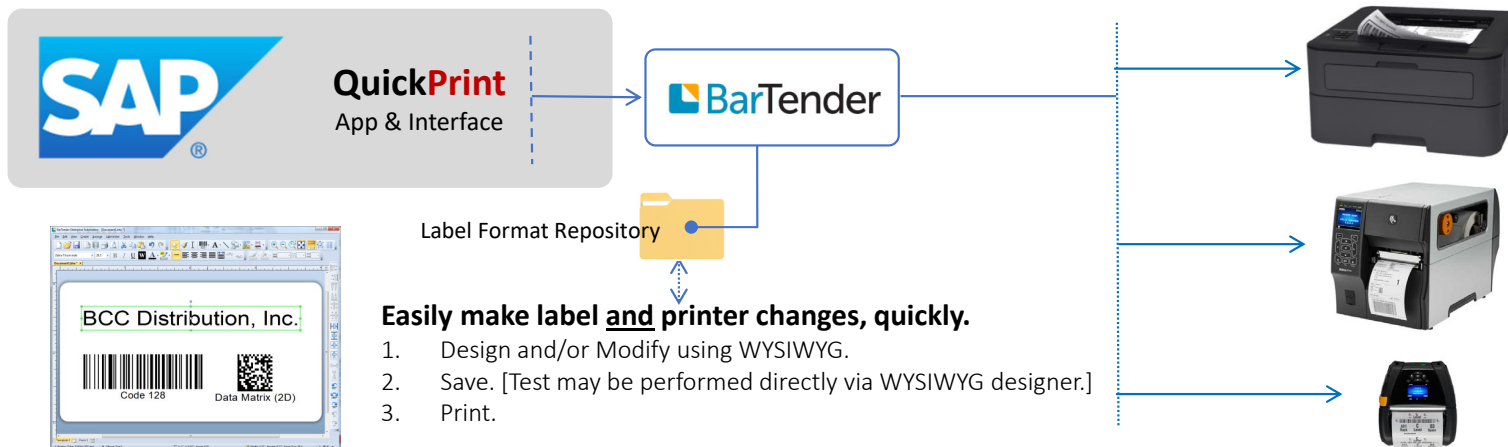 SAP
®
QuickPrint
App & Interface
BarTender
Label Format Repository
BCC Distribution, Inc.
Code 128
Data Matrix (2D)
Easily make label and printer changes, quickly.
1. Design and/or Modify using WYSIWYG.
2. Save. [Test may be performed directly via WYSIWYG designer.]
3. Print.